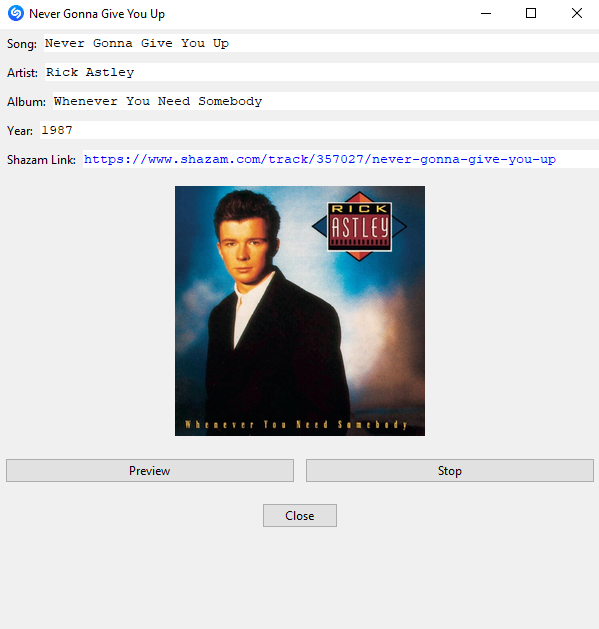 Never Gonna Give You Up
Song: Never Gonna Give You Up
Artist: Rick Astley
Album: Whenever You Need Somebody
Year: 1987
Shazam Link: https://www.shazam.com/track/357027/never-gonna-give-you-up
RICK
ASTLEY
Whenever You Need Somebody
Preview Stop
Close